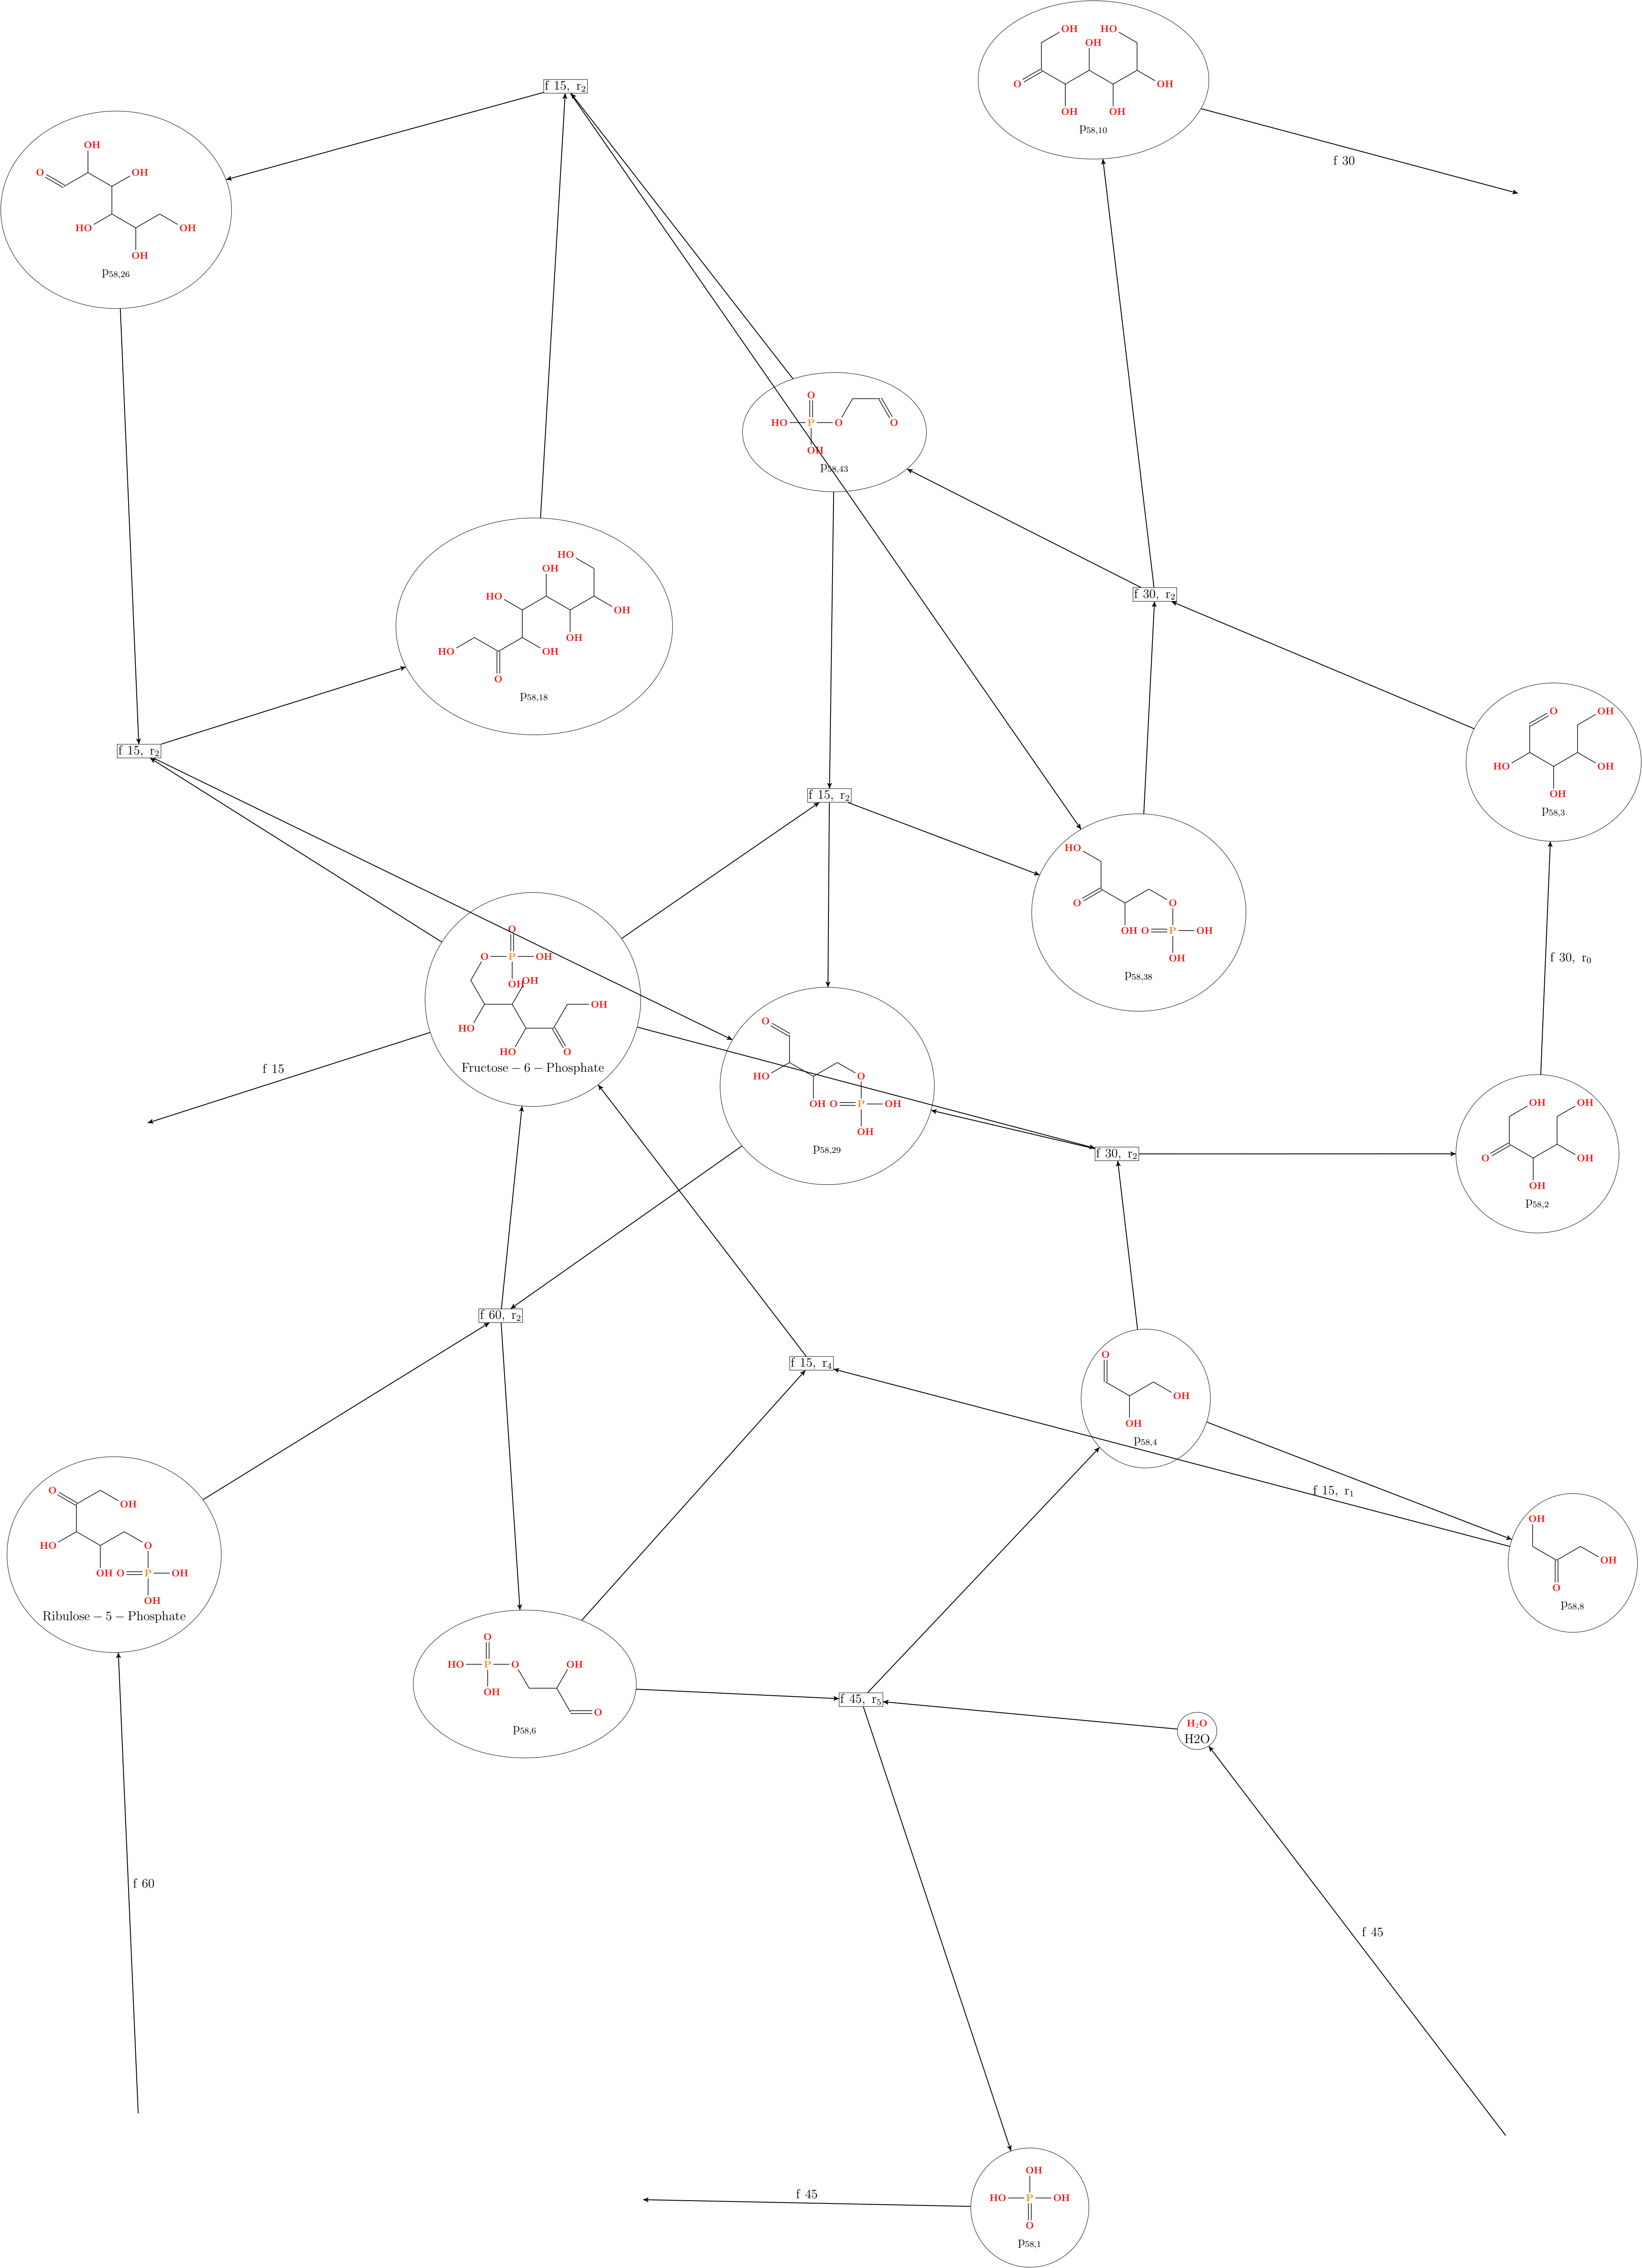 OH HO
OH
O OH
OH OH
p58,10
f 15, r2
f 30
OH
O OH
HO OH
OH
p58,26
O
HO P O O
OH
p58,43
HO
OH
HO
OH
OH
HO OH
O
p58,18
f 30, r2
O OH
HO OH
OH
p58,3
f 15, r2
f 15, r2
HO
O O
OH O P OH
OH
p58,38
O
O P OH
OH OH
OH
HO
HO O
Fructose – 6 – Phosphate
f 30, r0
O
HO O
OH O P OH
OH
p58,29
f 15
OH OH
O OH
OH
p58,2
f 30, r2
f 60, r2
f 15, r4
O
OH
OH
p58,4
f 15, r1
O
OH
HO O
OH O P OH
OH
Ribulose – 5 – Phosphate
OH
OH
O
p58,8
O
HO P O OH
OH
O
p58,6
f 45, r5
H2O
H2O
f 60
f 45
OH
HO P OH
O
p58,1
f 45